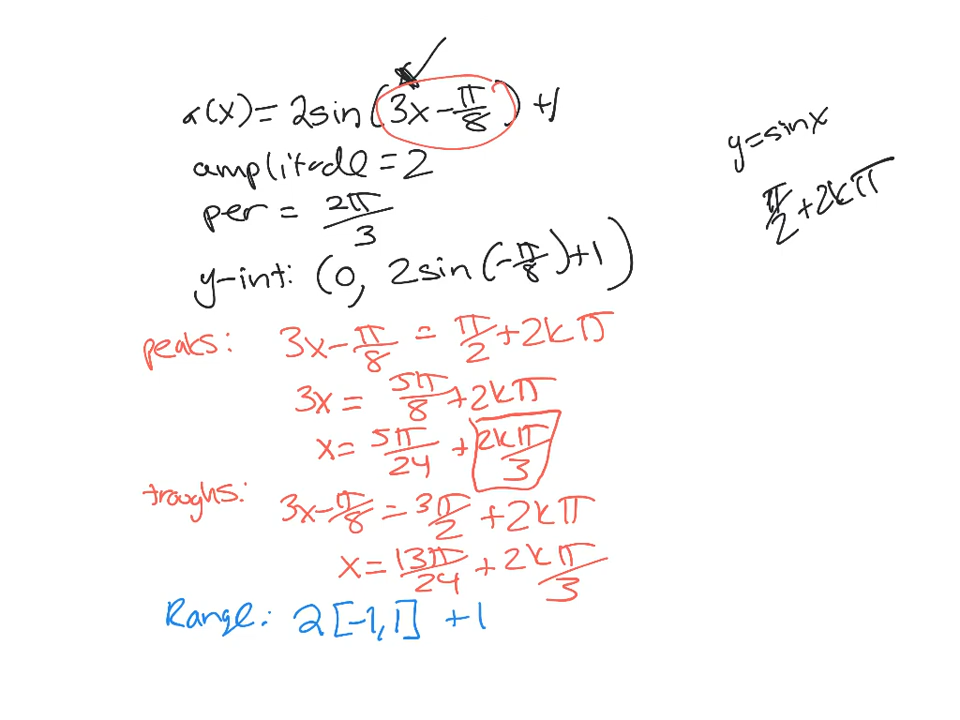 r(x) = 2sin(3x - π/8) + 1
amplitude = 2
per = 2π/3
y-int: (0, 2sin(-π/8) + 1)
y = sin x
π/2 + 2kπ
peaks: 3x - π/8 = π/2 + 2kπ
3x = 5π/8 + 2kπ
x = 5π/24 + 2kπ/3
troughs: 3x - π/8 = 3π/2 + 2kπ
x = 13π/24 + 2kπ/3
Range: 2[-1, 1] + 1